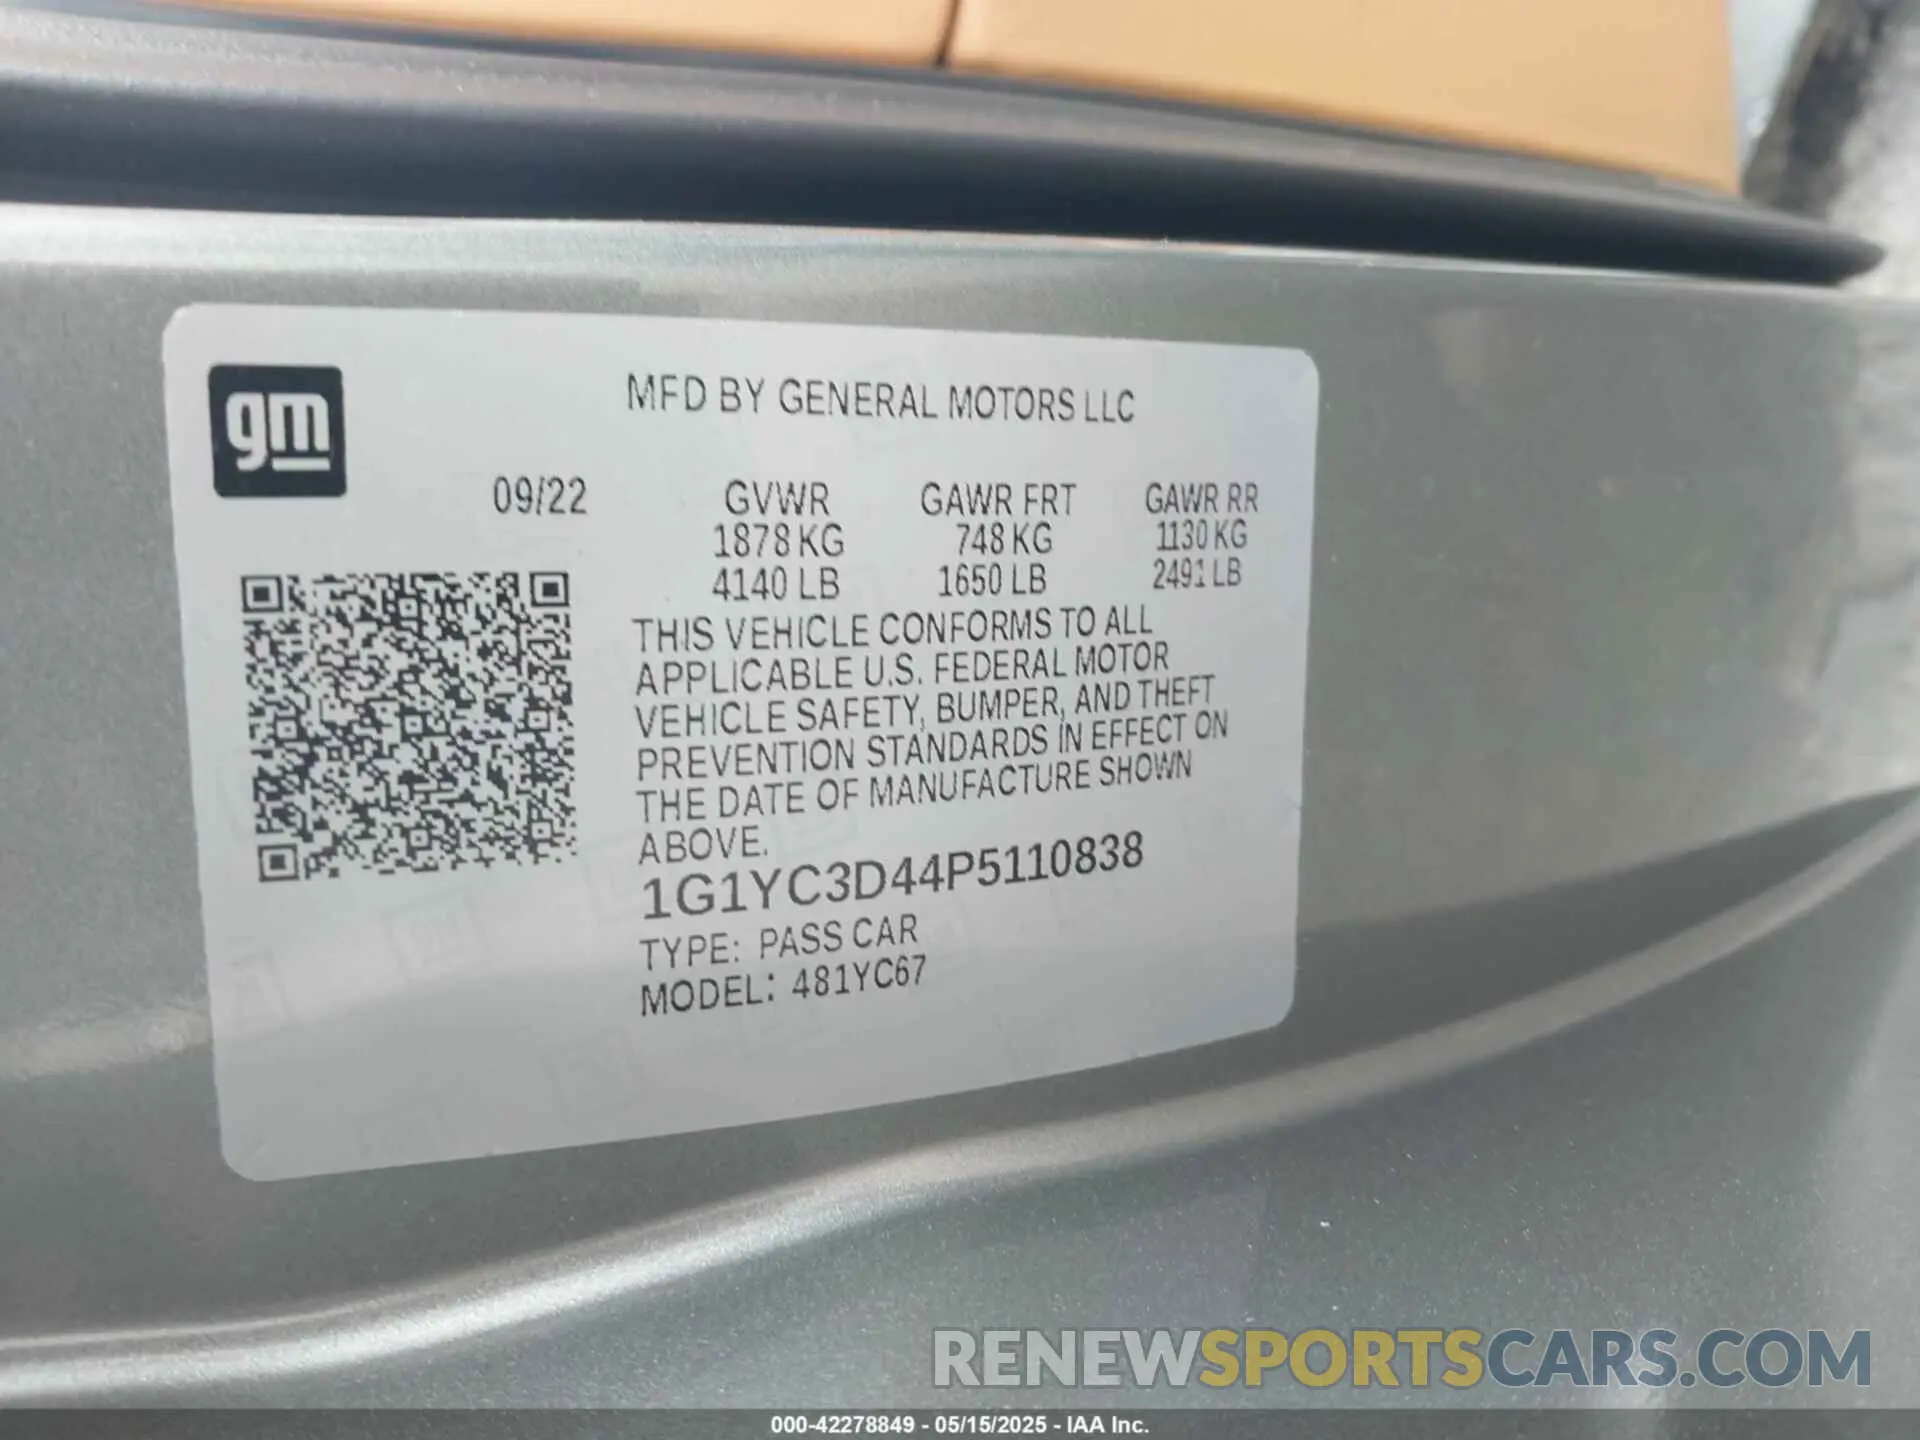 gm
MFD BY GENERAL MOTORS LLC
09/22
GVWR GAWR FRT GAWR RR
1878 KG 748 KG 1130 KG
4140 LB 1650 LB 2491 LB
THIS VEHICLE CONFORMS TO ALL
APPLICABLE U.S. FEDERAL MOTOR
VEHICLE SAFETY, BUMPER, AND THEFT
PREVENTION STANDARDS IN EFFECT ON
THE DATE OF MANUFACTURE SHOWN
ABOVE.
1G1YC3D44P5110838
TYPE: PASS CAR
MODEL: 481YC67
RENEWSPORTSCARS.COM
000-42278849 - 05/15/2025 - IAA Inc.